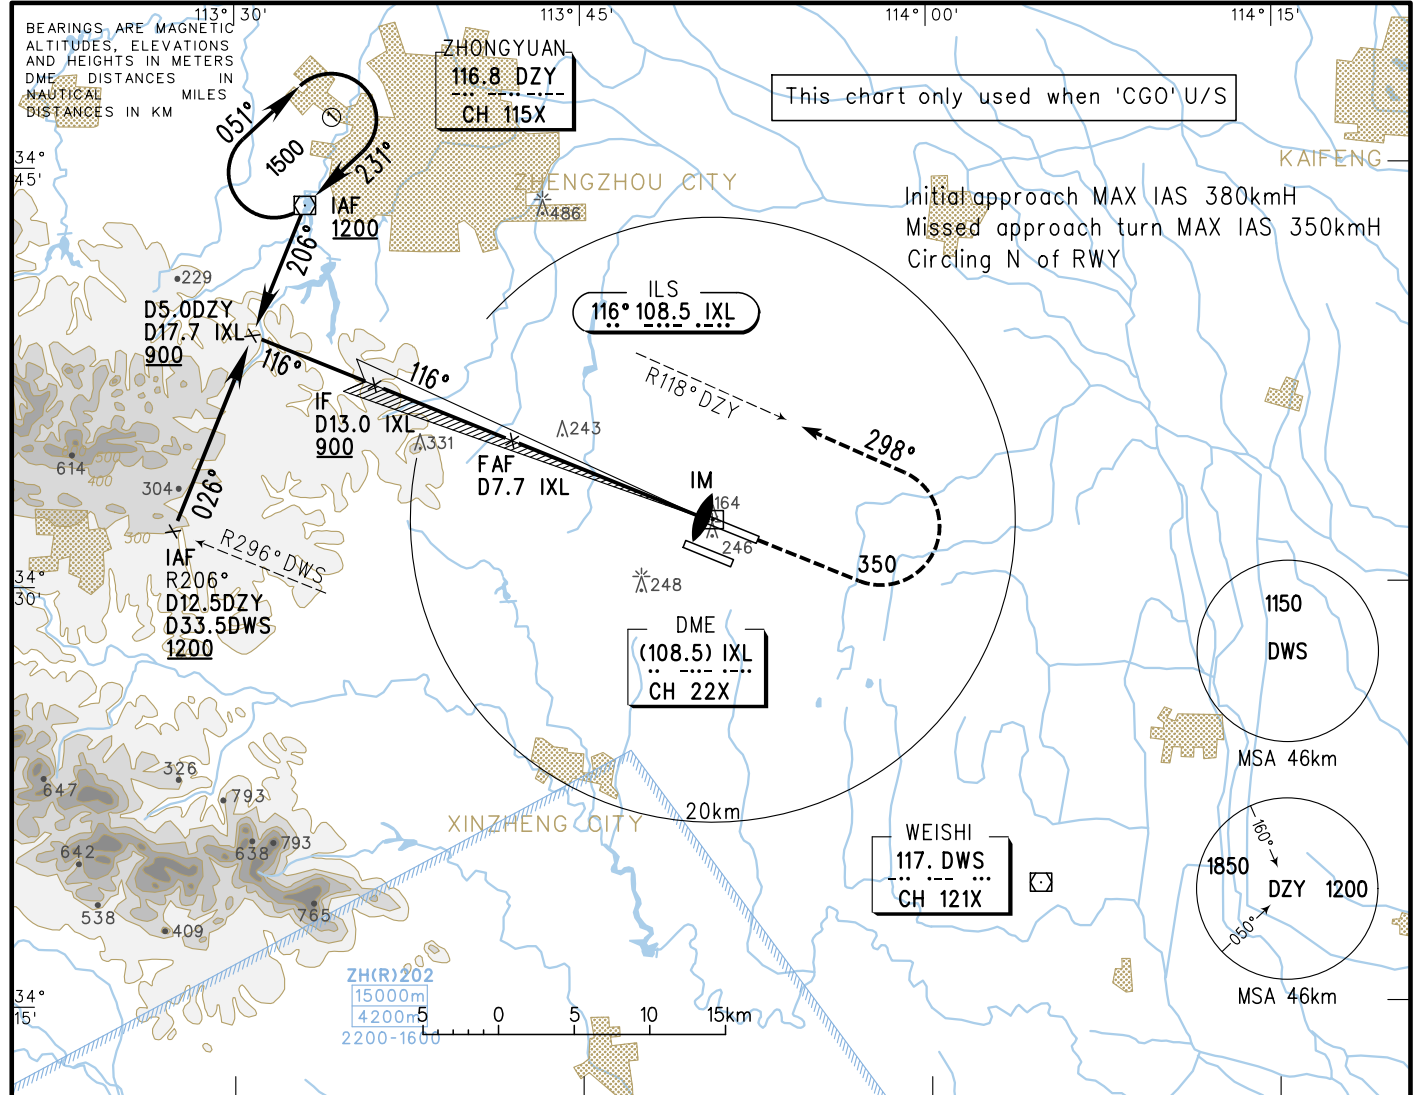 113°30'
113°45'
114°00'
114°15'
BEARINGS ARE MAGNETIC
ALTITUDES, ELEVATIONS
AND HEIGHTS IN METERS
DME DISTANCES IN
NAUTICAL MILES
DISTANCES IN KM
ZHONGYUAN
116.8 DZY
CH 115X
This chart only used when 'CGO' U/S
051°
1
1500
231°
34°
45'
KAIFENG
ZHENGZHOU CITY
486
IAF
1200
206°
Initial approach MAX IAS 380kmH
Missed approach turn MAX IAS 350kmH
Circling N of RWY
229
ILS
116° 108.5 IXL
D5.0DZY
D17.7 IXL
900
116°
116°
R118°DZY
IF
D13.0 IXL
900
331
243
298°
614
500
400
304
300
026°
FAF
D7.7 IXL
IM
164
246
350
R296°DWS
IAF
R206°
D12.5DZY
D33.5DWS
1200
34°
30'
248
DME
(108.5) IXL
CH 22X
1150
DWS
MSA 46km
326
647
793
793
638
642
538
409
765
XINZHENG CITY
20km
WEISHI
117. DWS
CH 121X
160°
1850
DZY
1200
050°
MSA 46km
ZH(R)202
15000m
4200m
2200-1600
34°
15'
5
0
5
10
15km